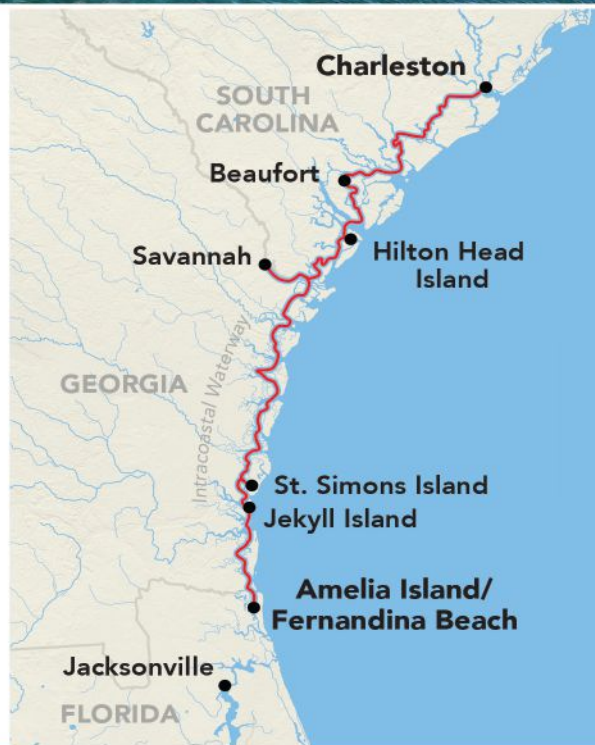 Charleston
SOUTH
CAROLINA
Beaufort
Savannah
Hilton Head
Island
Intracoastal Waterway
GEORGIA
St. Simons Island
Jekyll Island
Amelia Island/
Fernandina Beach
Jacksonville
FLORIDA